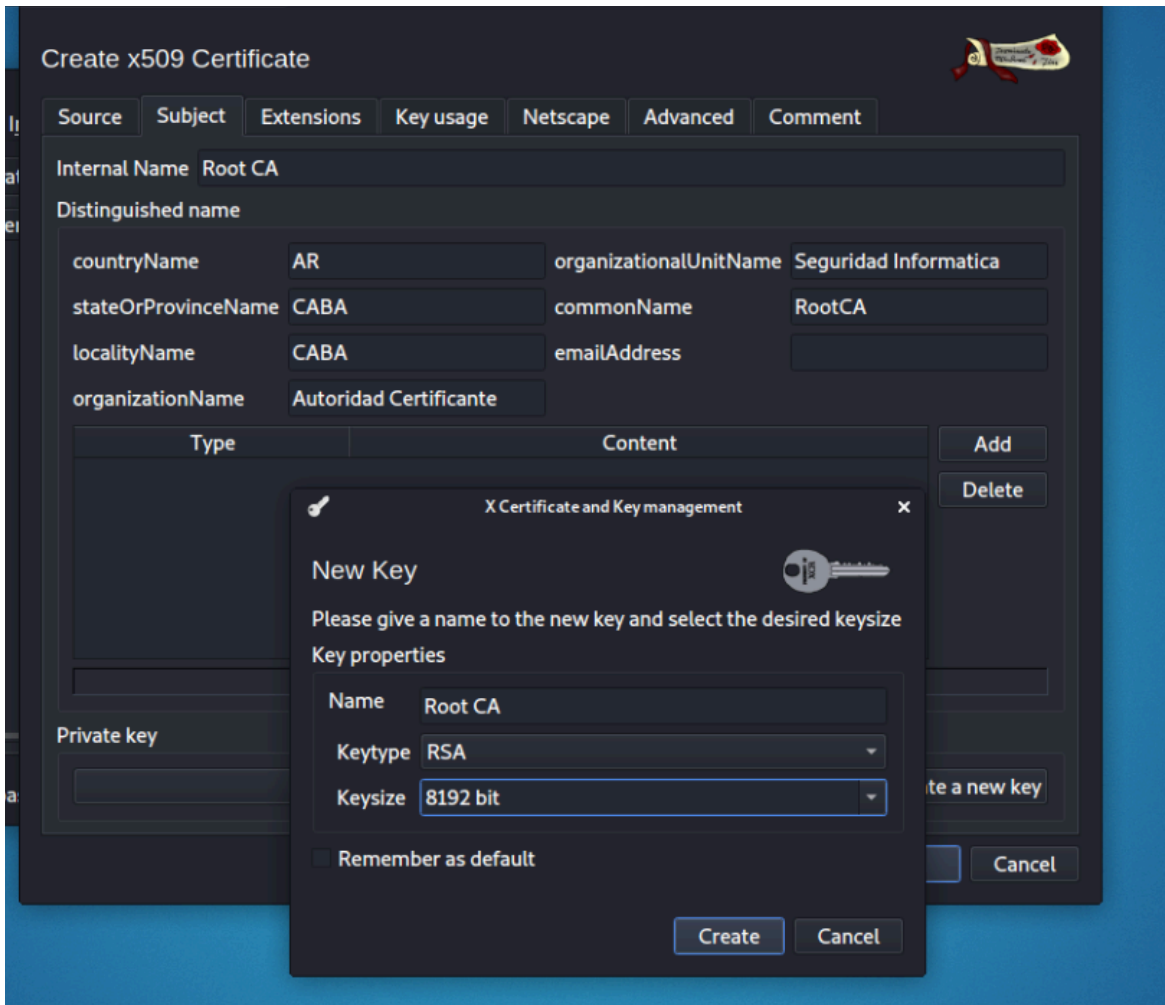 Create x509 Certificate
Source Subject Extensions Key usage Netscape Advanced Comment
Internal Name Root CA
Distinguished name
countryName AR organizationalUnitName Seguridad Informatica
stateOrProvinceName CABA commonName RootCA
localityName CABA emailAddress
organizationName Autoridad Certificante
Type Content Add
Delete
X Certificate and Key management
New Key
Please give a name to the new key and select the desired keysize
Key properties
Name Root CA
Keytype RSA
Keysize 8192 bit
Remember as default
Create Cancel
Private key
a new key
Cancel